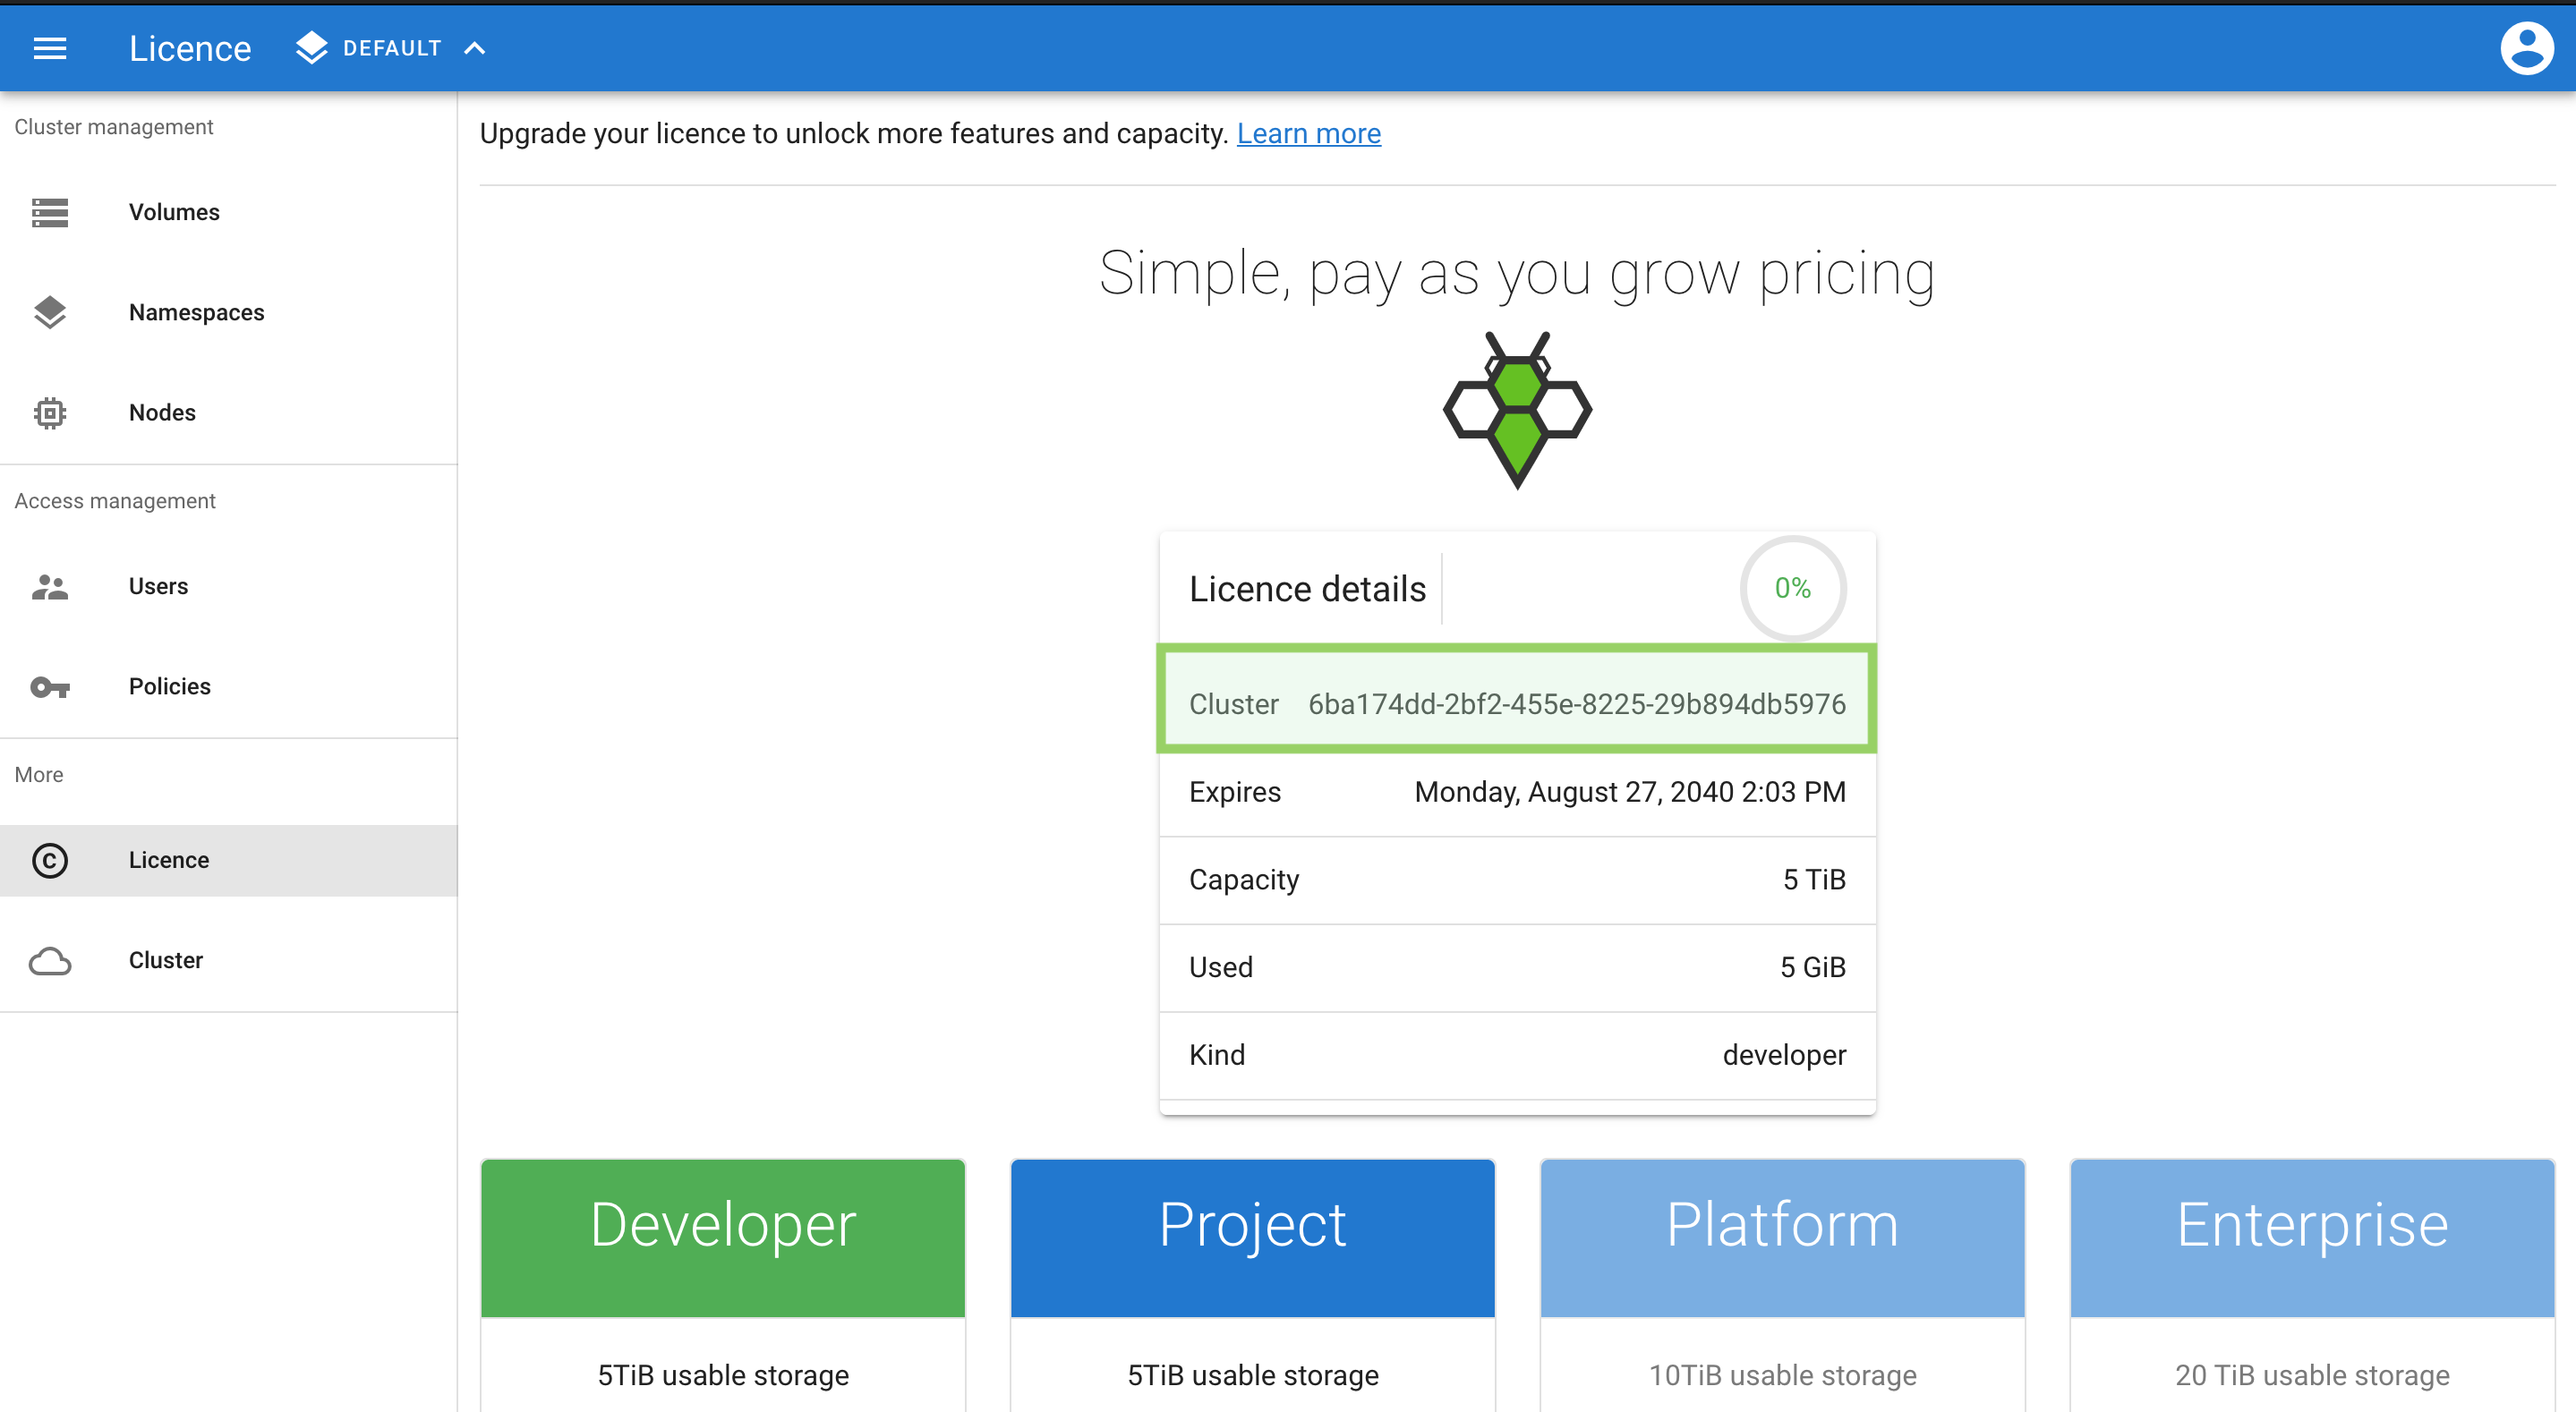 Licence DEFAULT
Cluster management
Volumes
Namespaces
Nodes
Access management
Users
Policies
More
Licence
Cluster
Upgrade your licence to unlock more features and capacity. Learn more
Simple, pay as you grow pricing
Licence details 0%
Cluster 6ba174dd-2bf2-455e-8225-29b894db5976
Expires Monday, August 27, 2040 2:03 PM
Capacity 5 TiB
Used 5 GiB
Kind developer
Developer
5TiB usable storage
Project
5TiB usable storage
Platform
10TiB usable storage
Enterprise
20 TiB usable storage